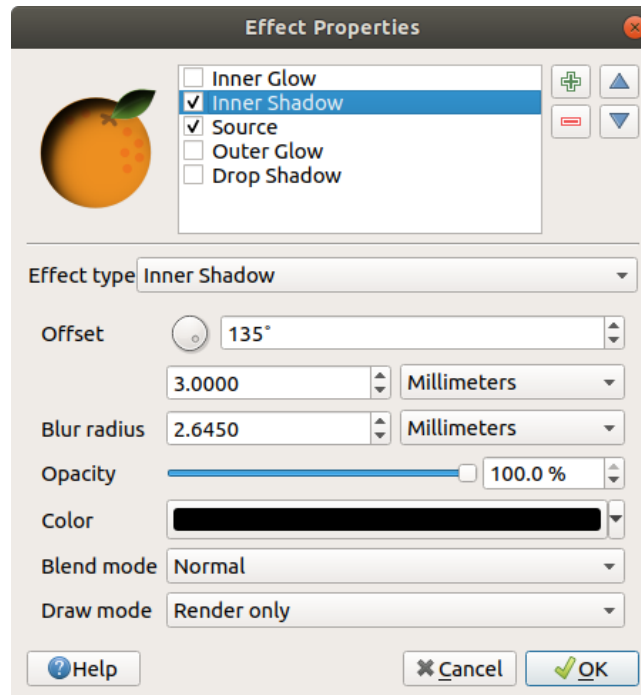 Effect Properties
Inner Glow
Inner Shadow
Source
Outer Glow
Drop Shadow
Effect type Inner Shadow
Offset 135°
3.0000 Millimeters
Blur radius 2.6450 Millimeters
Opacity 100.0 %
Color
Blend mode Normal
Draw mode Render only
Help Cancel OK